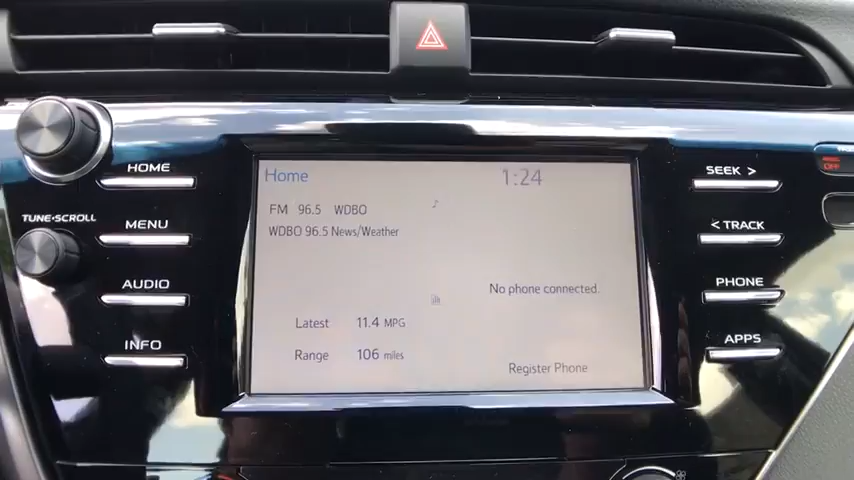 HOME
TUNE•SCROLL
MENU
AUDIO
INFO
Home 1:24
FM 96.5 WDBO
WDBO 96.5 News/Weather
No phone connected.
Latest 11.4 MPG
Range 106 miles
Register Phone
SEEK >
< TRACK
PHONE
APPS
OFF